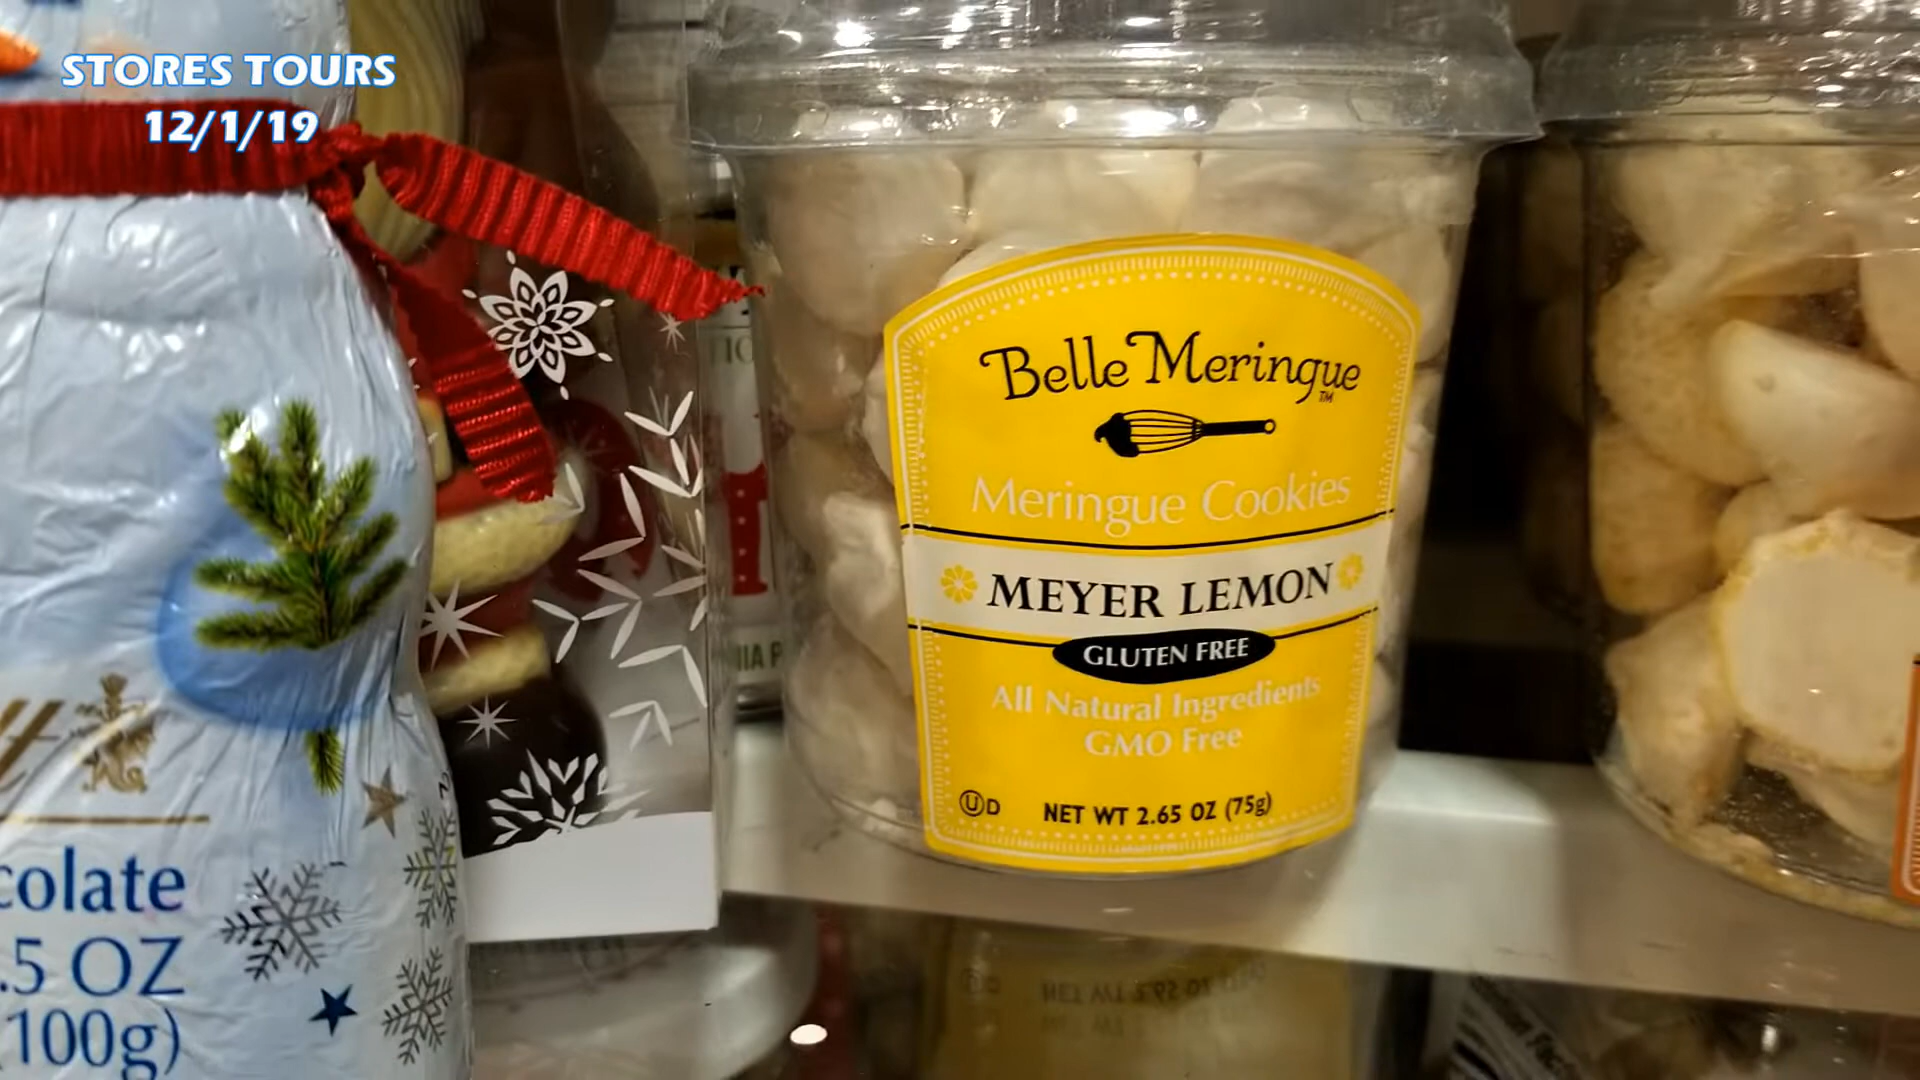 STORES TOURS
12/1/19
Belle Meringue
TM
Meringue Cookies
MEYER LEMON
GLUTEN FREE
All Natural Ingredients
GMO Free
U D
NET WT 2.65 OZ (75g)
colate
.5 OZ
(100g)